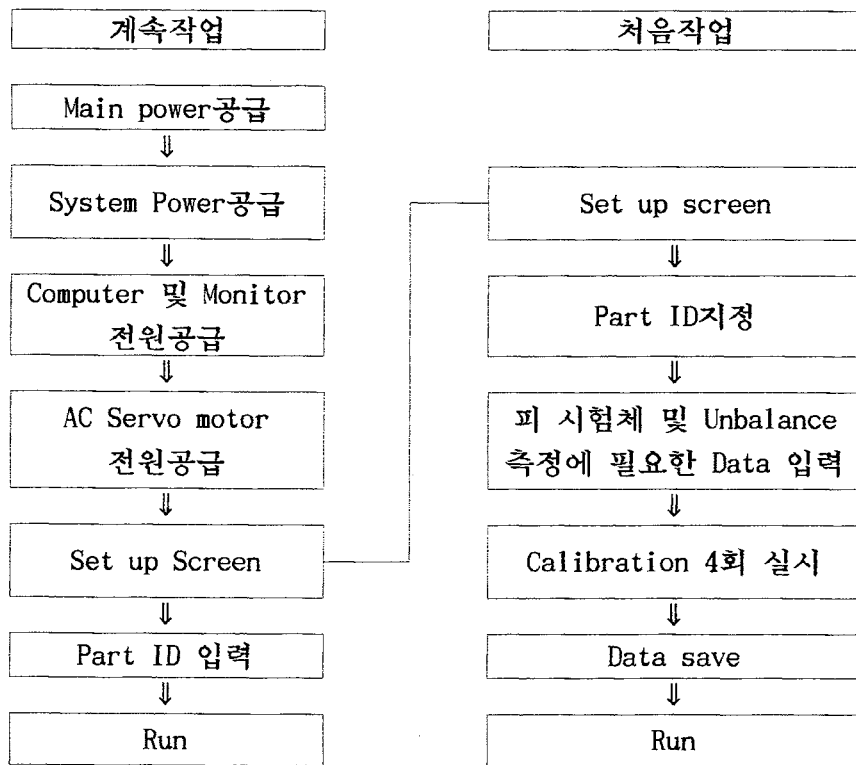 계속작업
Main power공급
⇓
System Power공급
⇓
Computer 및 Monitor
전원공급
⇓
AC Servo motor
전원공급
⇓
Set up Screen
⇓
Part ID 입력
⇓
Run
처음작업
Set up screen
⇓
Part ID지정
⇓
피 시험체 및 Unbalance
측정에 필요한 Data 입력
⇓
Calibration 4회 실시
⇓
Data save
⇓
Run